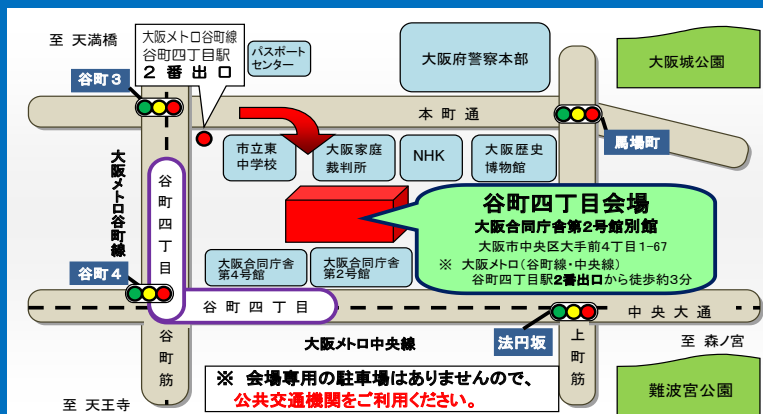 至 天満橋
大阪メトロ谷町線
谷町四丁目駅
２番出口
パスポート
センター
大阪府警察本部
大阪城公園
谷町３
本町通
馬場町
市立東
中学校
大阪家庭
裁判所
NHK
大阪歴史
博物館
大阪メトロ谷町線
谷町四丁目
谷町四丁目会場
大阪合同庁舎第2号館別館
大阪市中央区大手前4丁目1-67
※ 大阪メトロ(谷町線・中央線)
谷町四丁目駅2番出口から徒歩約3分
大阪合同庁舎
第4号館
大阪合同庁舎
第2号館
谷町４
谷町四丁目
中央大通
谷町筋
大阪メトロ中央線
法円坂
上町筋
至 森ノ宮
※ 会場専用の駐車場はありませんので、
公共交通機関をご利用ください。
難波宮公園
至 天王寺